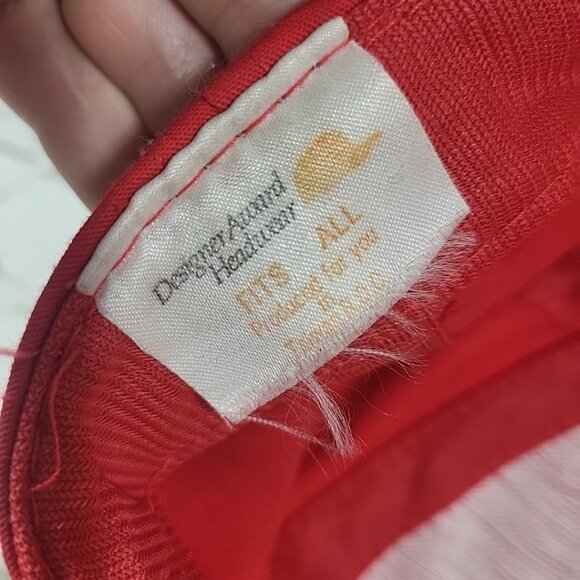 Designer Award
Headwear
FITS ALL
Produced for you
in
Taiwan R.O.C.